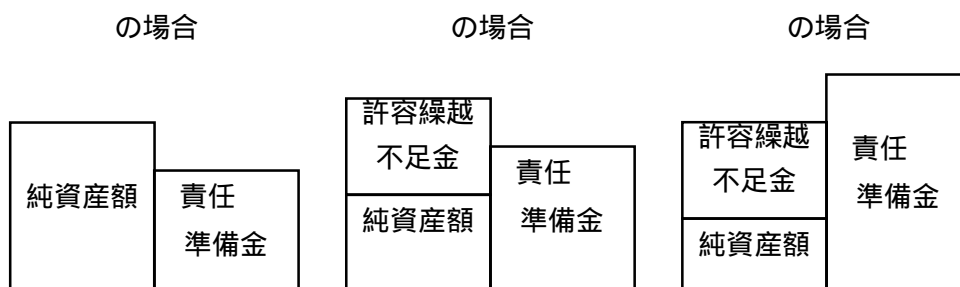 の場合
の場合
の場合
純資産額
責任
準備金
許容繰越
不足金
純資産額
責任
準備金
許容繰越
不足金
純資産額
責任
準備金